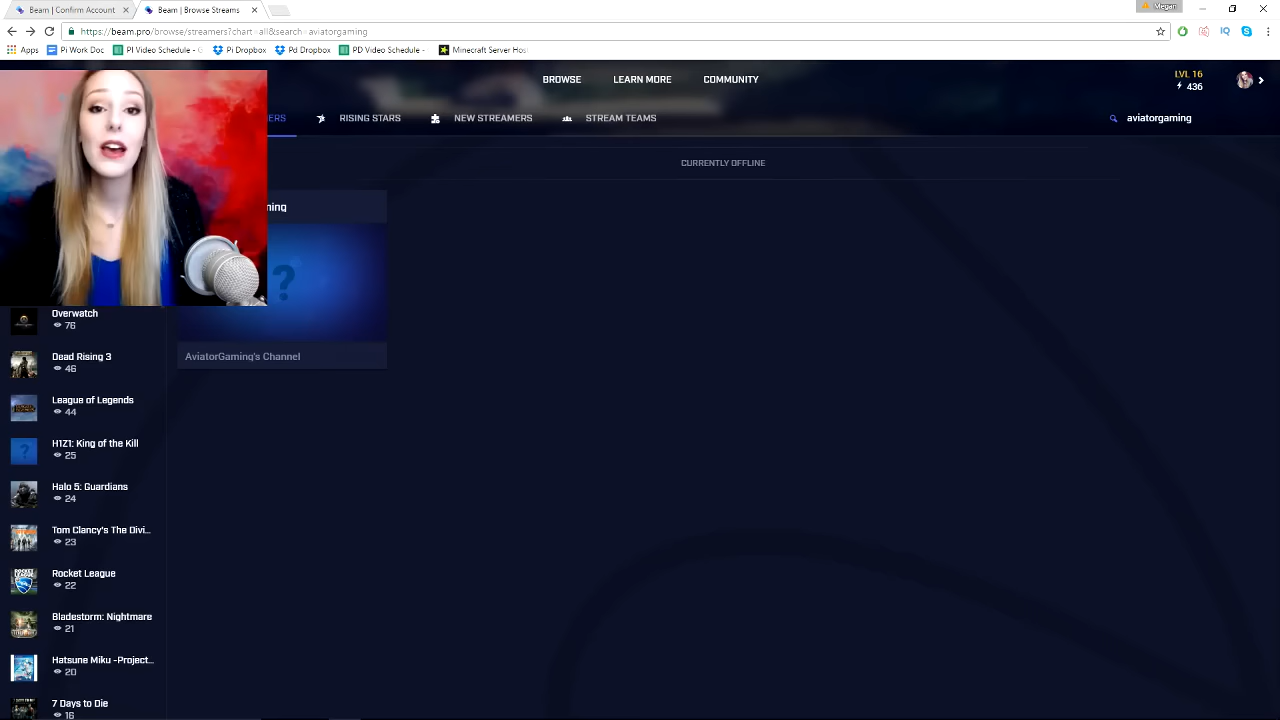 Beam | Confirm Account
Beam | Browse Streams
Megan
https://beam.pro/browse/streamers?chart=all&search=aviatorgaming
Apps
Pi Work Doc
PI Video Schedule - G
Pi Dropbox
Pd Dropbox
PD Video Schedule -
Minecraft Server Host
BROWSE
LEARN MORE
COMMUNITY
LVL 16
436
ERS
RISING STARS
NEW STREAMERS
STREAM TEAMS
aviatorgaming
CURRENTLY OFFLINE
ning
?
AviatorGaming's Channel
Overwatch
76
Dead Rising 3
46
League of Legends
44
H1Z1: King of the Kill
25
Halo 5: Guardians
24
Tom Clancy's The Divi...
23
Rocket League
22
Bladestorm: Nightmare
21
Hatsune Miku -Project...
20
7 Days to Die
16